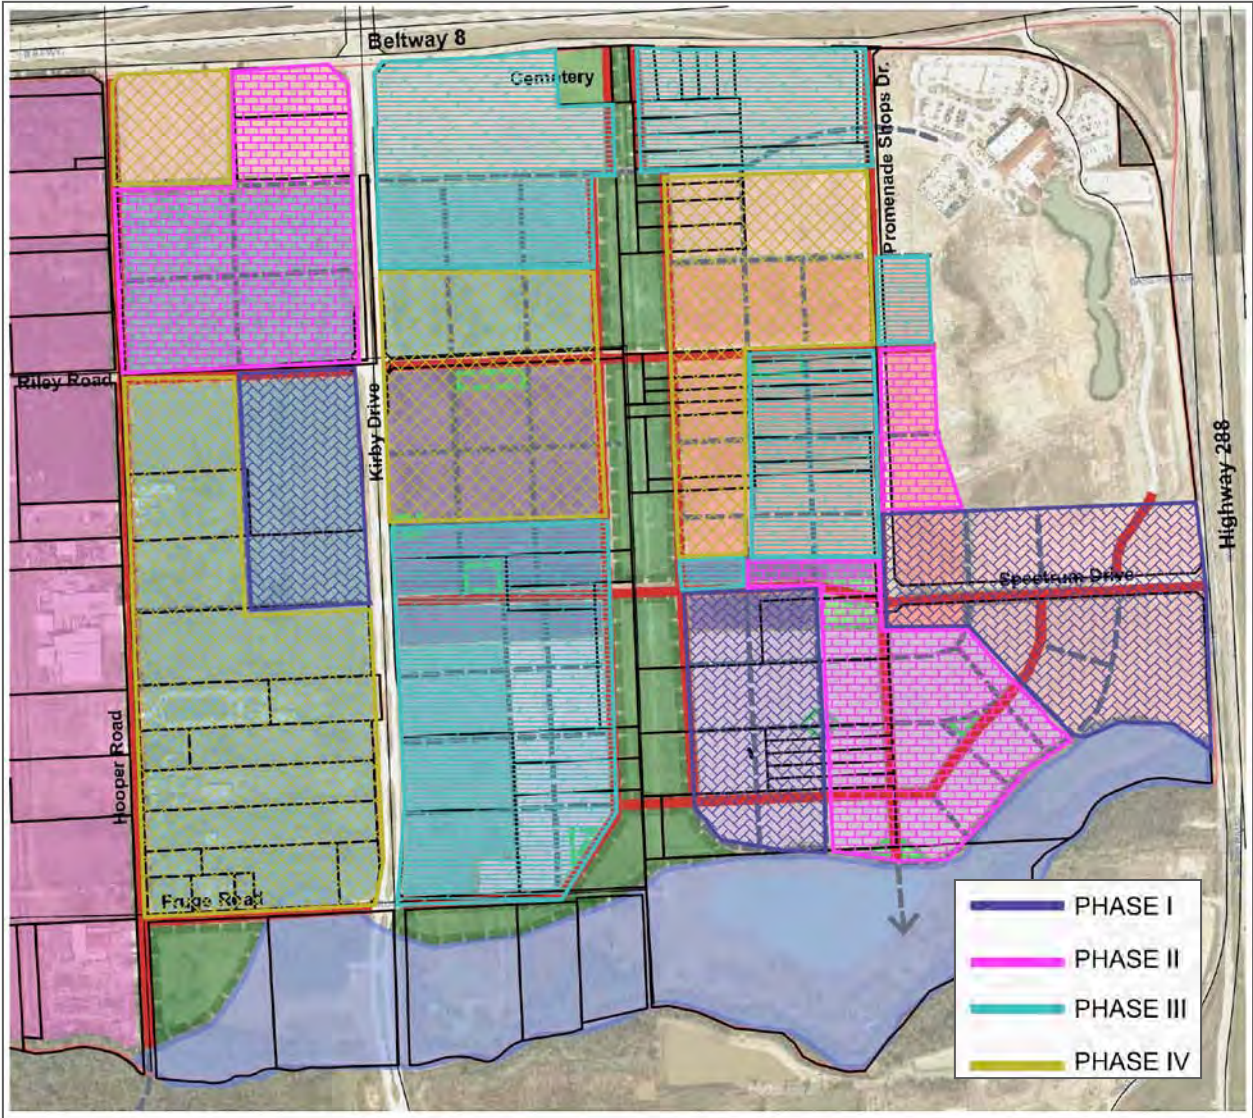 Beltway 8
Cemetery
Promenade Shops Dr.
Riley Road
Kirby Drive
Highway 288
Spectrum Drive
Hooper Road
Fruge Road
PHASE I
PHASE II
PHASE III
PHASE IV